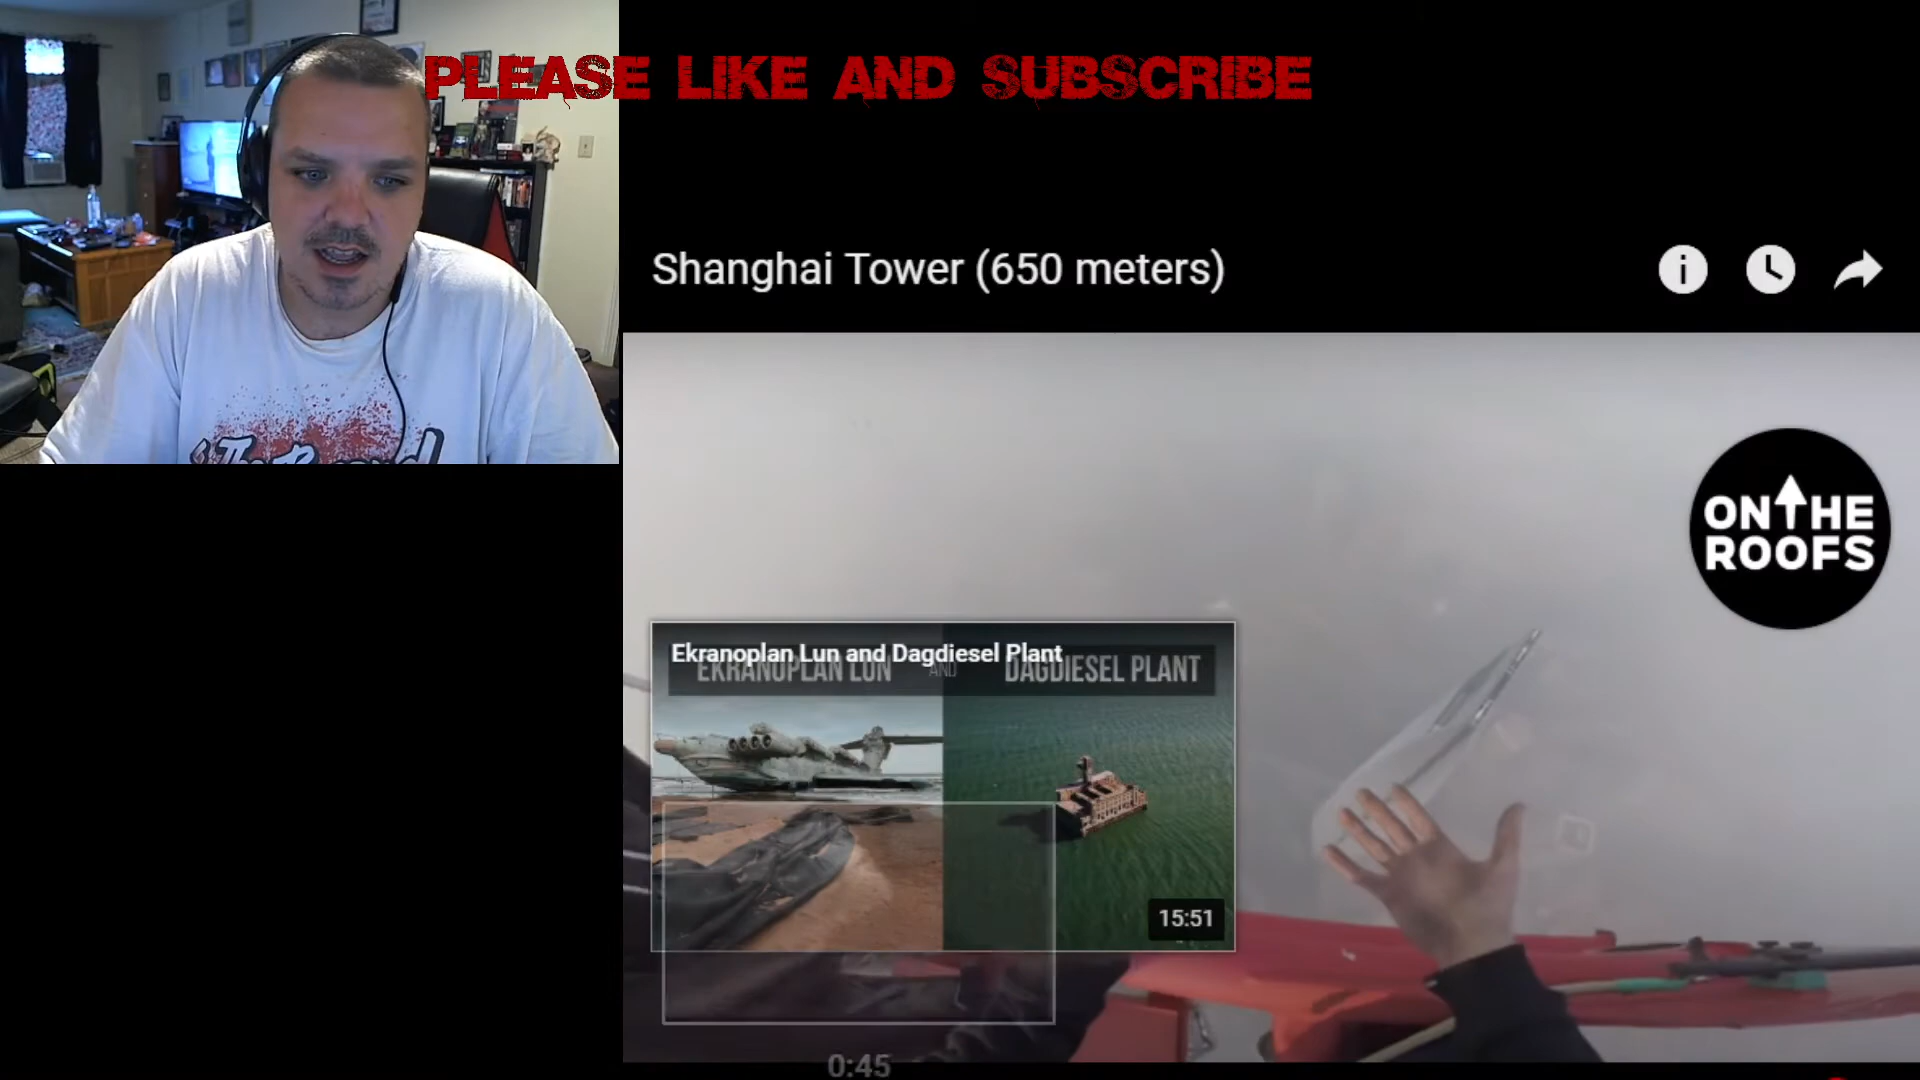 PLEASE LIKE AND SUBSCRIBE
Shanghai Tower (650 meters)
ON THE
ROOFS
Ekranoplan Lun and Dagdiesel Plant
EKRANOPLAN LUN AND DAGDIESEL PLANT
15:51
0:45